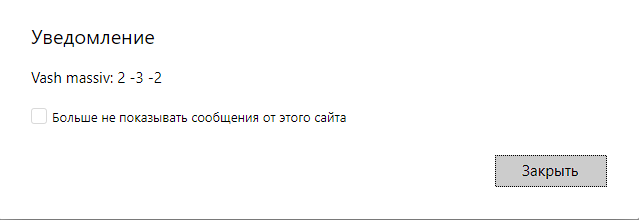 Уведомление
Vash massiv: 2 -3 -2
Больше не показывать сообщения от этого сайта
Закрыть